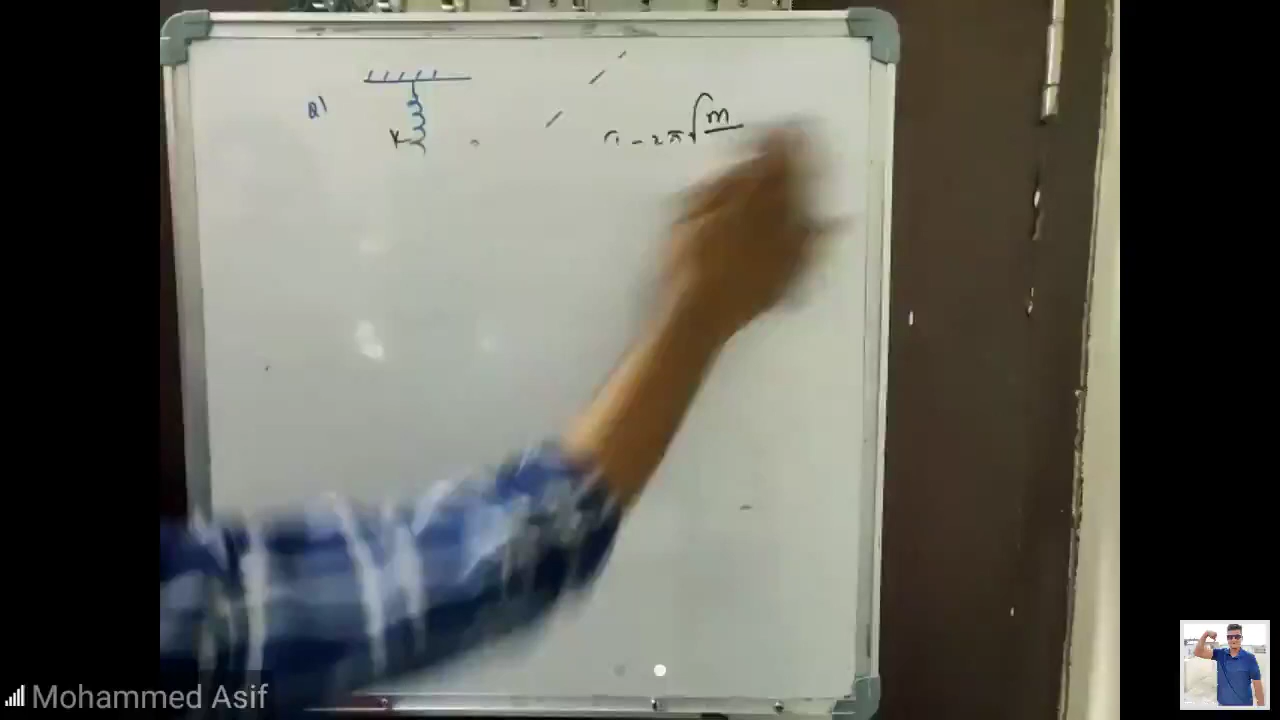 Q)
K
= 2π√m
Mohammed Asif